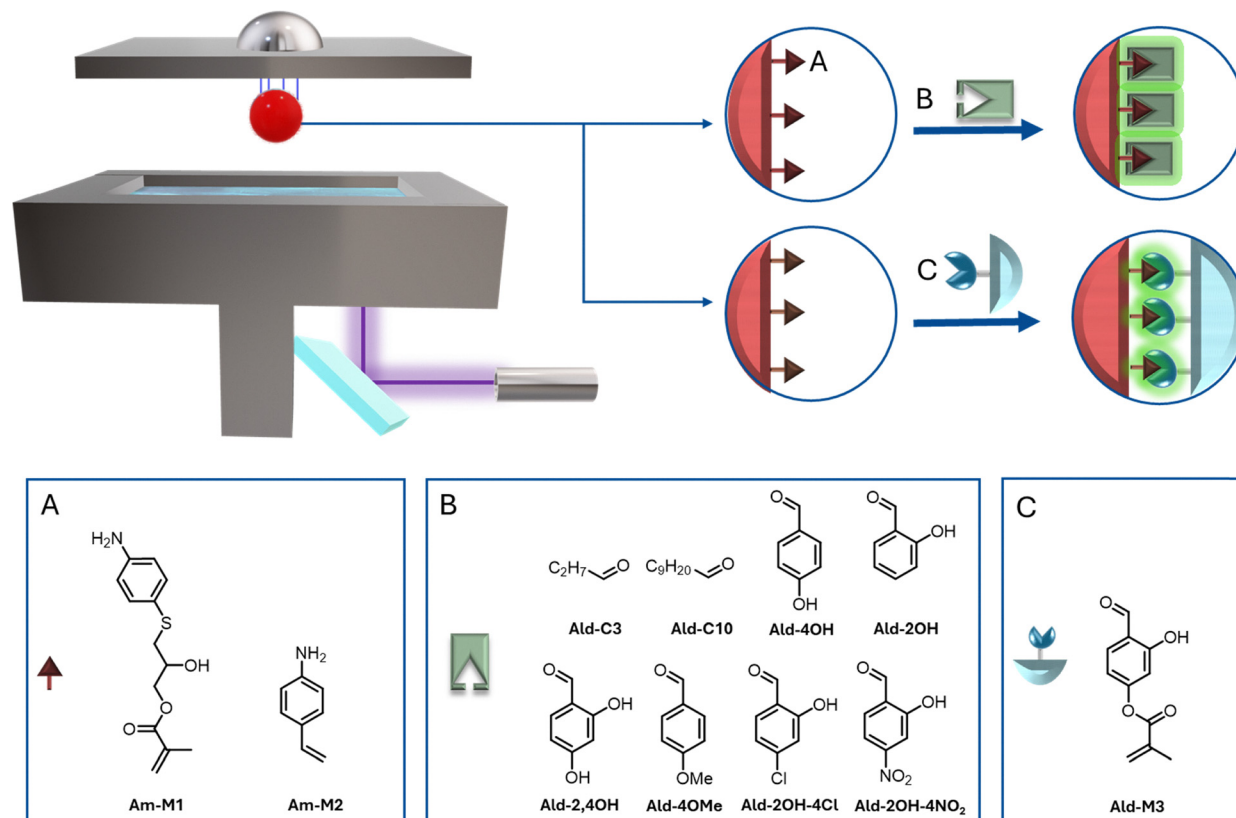 A
B
C
A
H₂N
S
OH
O
O
NH₂
Am-M1
Am-M2
B
C₂H₇
O
C₉H₂₀
O
O
OH
O
OH
Ald-C3
Ald-C10
Ald-4OH
Ald-2OH
O
OH
OH
O
OMe
O
OH
Cl
O
OH
NO₂
Ald-2,4OH
Ald-4OMe
Ald-2OH-4Cl
Ald-2OH-4NO₂
C
O
OH
O
O
Ald-M3